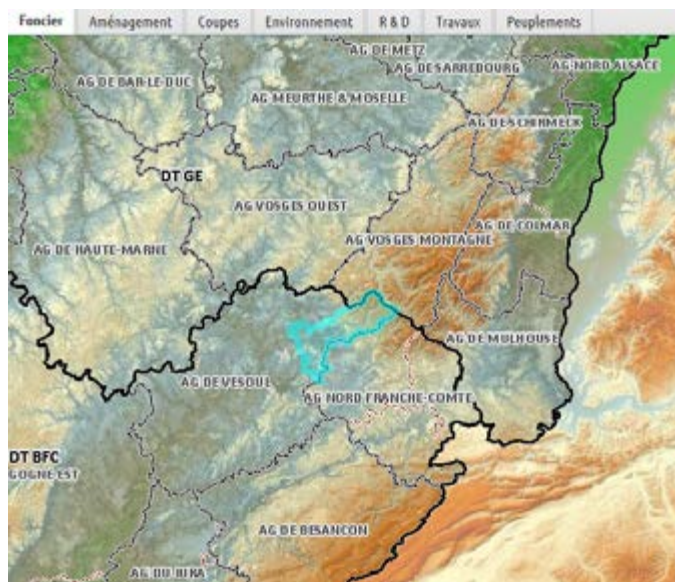 Foncier Aménagement Coupes Environnement R & D Travaux Peuplements
AG DE METZ
AG DE SARREBOURG
AG NORD ALSACE
AG DE BAR-LE-DUC
AG MEURTHE & MOSELLE
AG DE SCHIRMECK
DT GE
AG VOSGES OUEST
AG DE COLMAR
AG VOSGES MONTAGNE
AG DE HAUTE-MARNE
AG DE MULHOUSE
AG DE VESOUL
AG NORD FRANCHE-COMTE
DT BFC
GOGNE EST
AG DE BESANCON
AG DU JURA